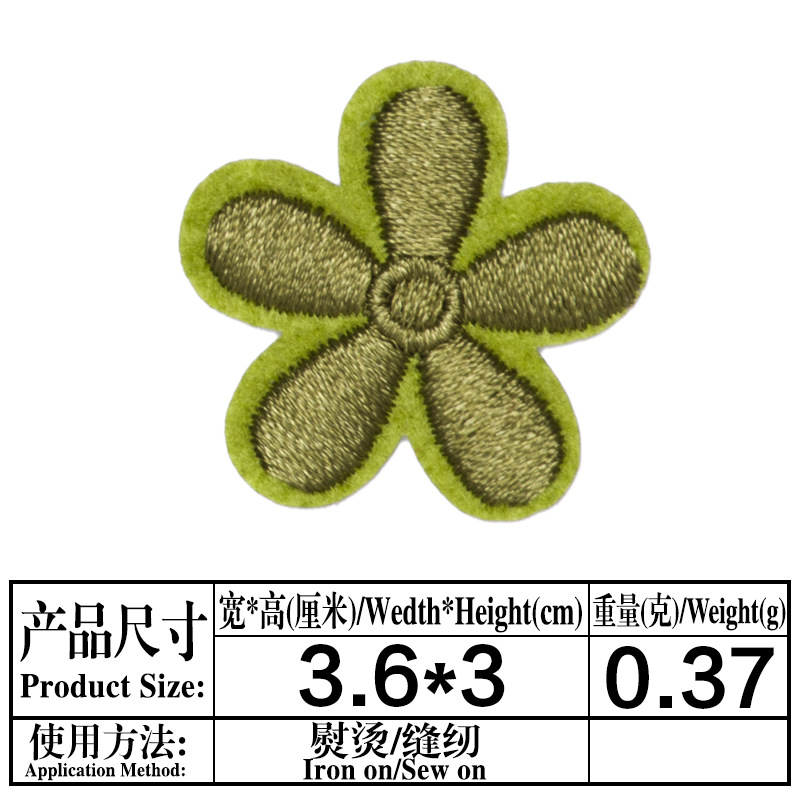 产品尺寸
Product Size:
宽*高(厘米)/Wedth*Height(cm)
重量(克)/Weight(g)
3.6*3
0.37
使用方法:
Application Method:
熨烫/缝纫
Iron on/Sew on